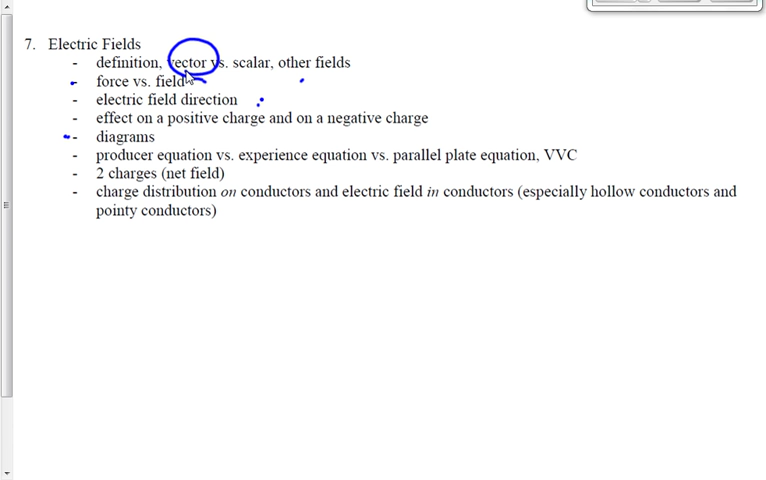 7. Electric Fields
- definition, vector vs. scalar, other fields
- force vs. field
- electric field direction
- effect on a positive charge and on a negative charge
- diagrams
- producer equation vs. experience equation vs. parallel plate equation, VVC
- 2 charges (net field)
- charge distribution on conductors and electric field in conductors (especially hollow conductors and
pointy conductors)